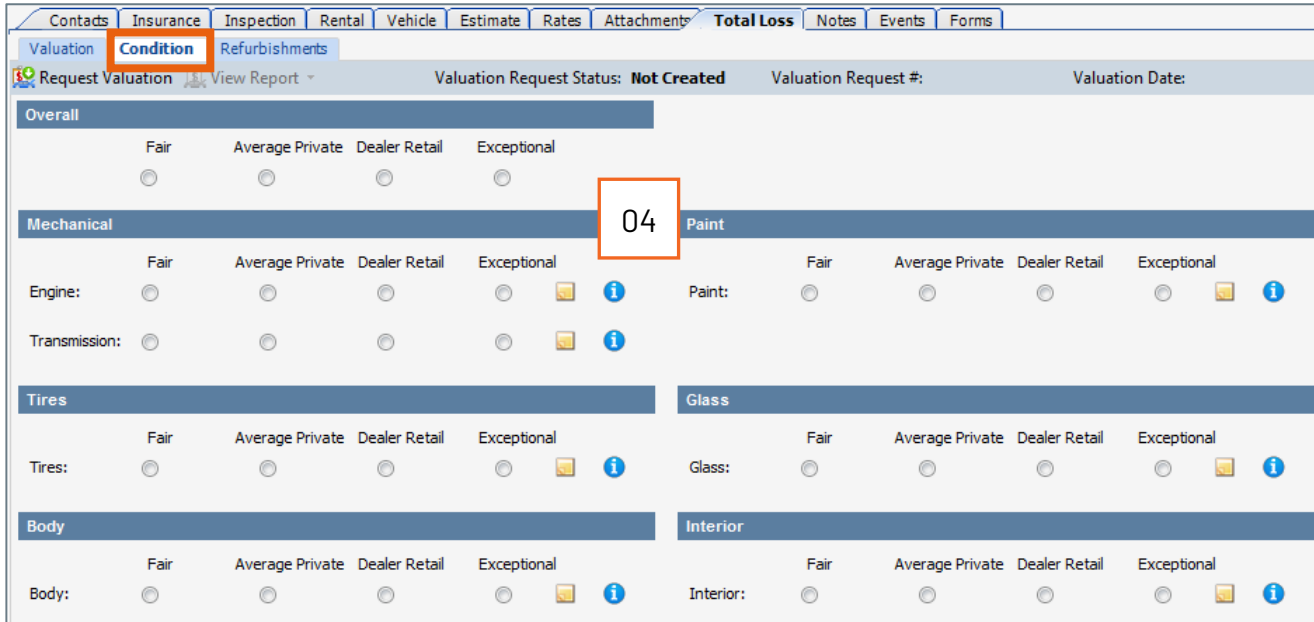 Contacts Insurance Inspection Rental Vehicle Estimate Rates Attachments Total Loss Notes Events Forms
Valuation Condition Refurbishments
Request Valuation View Report Valuation Request Status: Not Created Valuation Request #: Valuation Date:
Overall
Fair Average Private Dealer Retail Exceptional
04
Mechanical
Fair Average Private Dealer Retail Exceptional
Engine:
Transmission:
Paint
Fair Average Private Dealer Retail Exceptional
Paint:
Tires
Fair Average Private Dealer Retail Exceptional
Tires:
Glass
Fair Average Private Dealer Retail Exceptional
Glass:
Body
Fair Average Private Dealer Retail Exceptional
Body:
Interior
Fair Average Private Dealer Retail Exceptional
Interior: